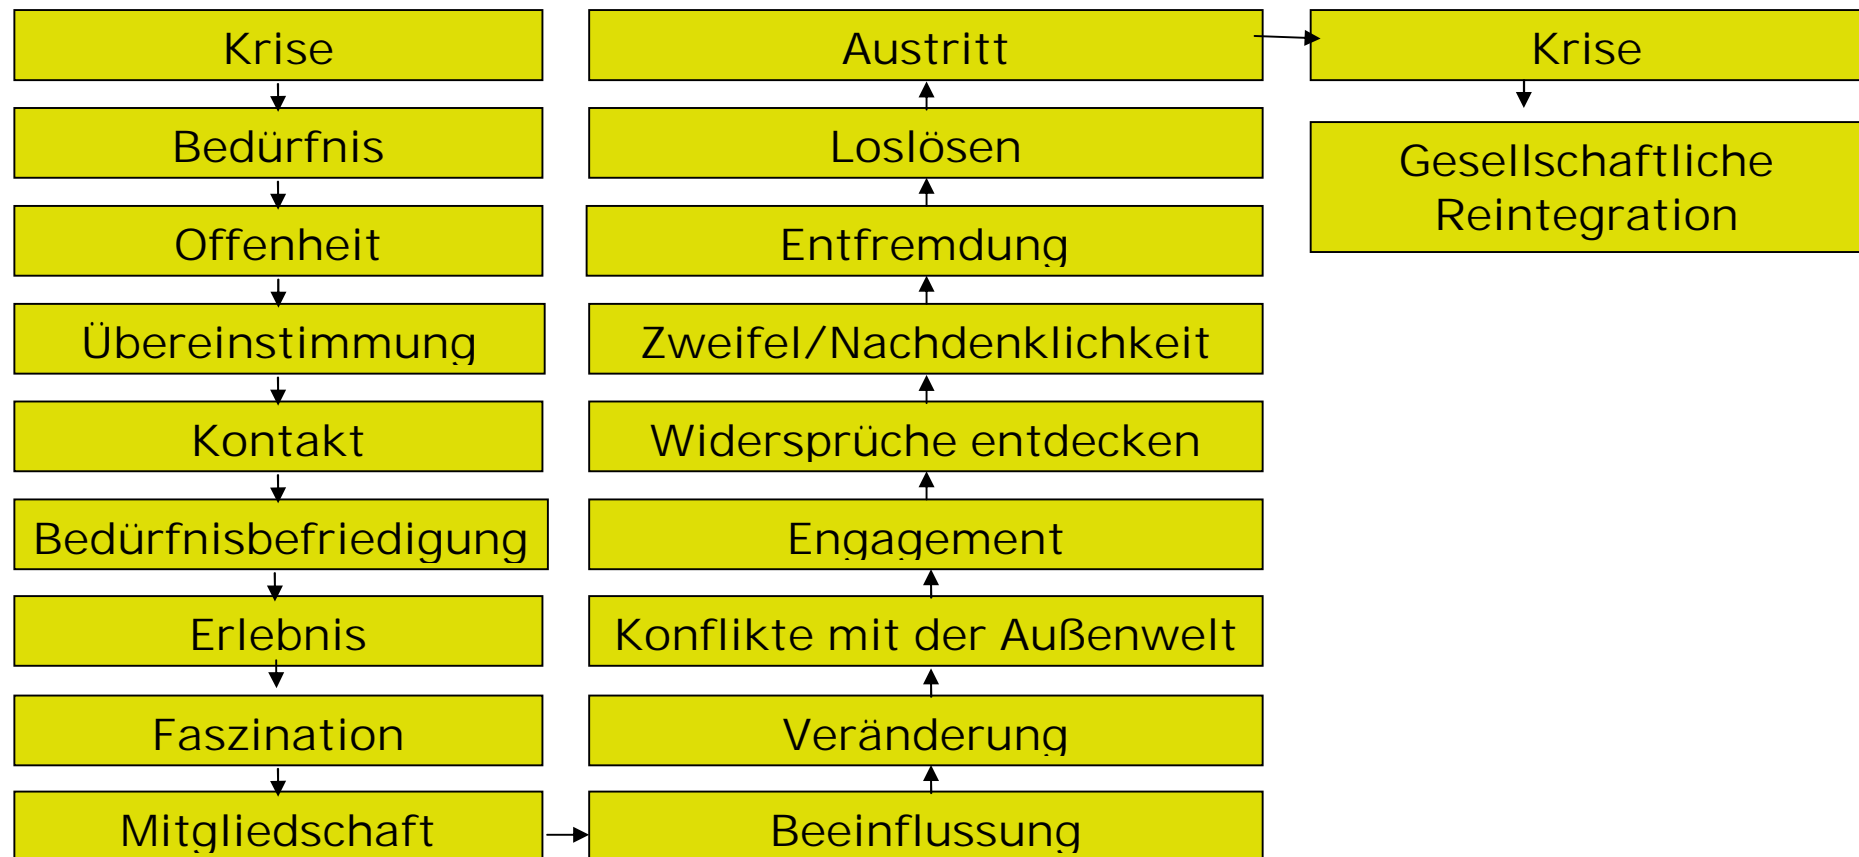 Krise
Bedürfnis
Offenheit
Übereinstimmung
Kontakt
Bedürfnisbefriedigung
Erlebnis
Faszination
Mitgliedschaft
Beeinflussung
Veränderung
Konflikte mit der Außenwelt
Engagement
Widersprüche entdecken
Zweifel/Nachdenklichkeit
Entfremdung
Loslösen
Austritt
Krise
Gesellschaftliche
Reintegration